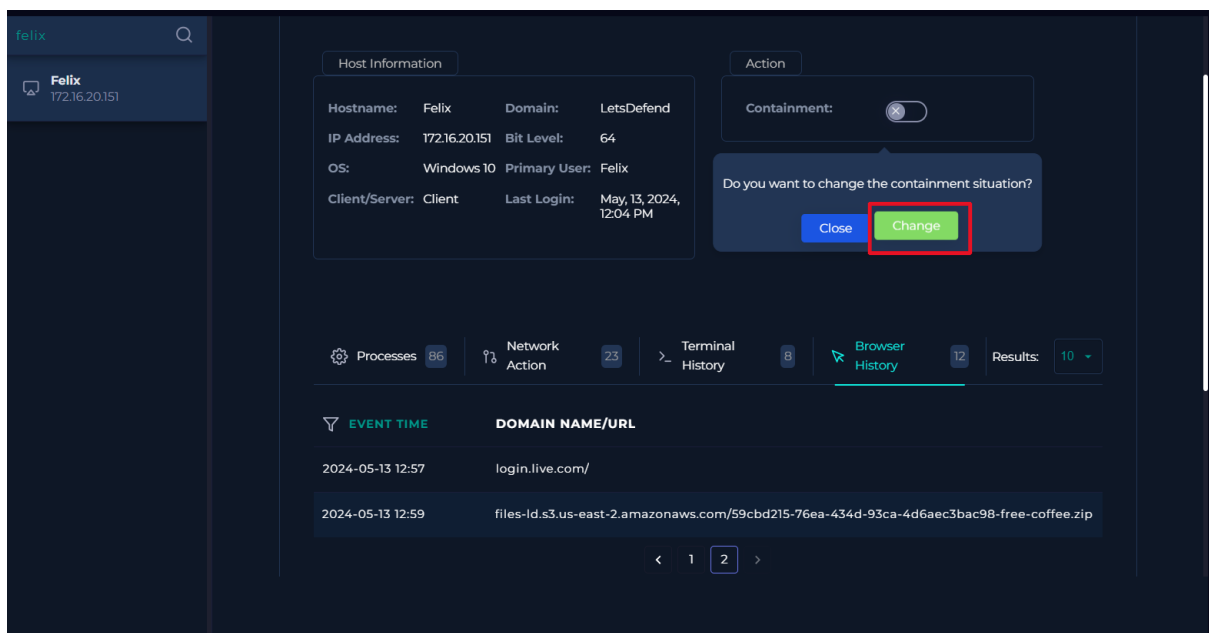 felix
Felix
172.16.20.151
Host Information
Hostname: Felix Domain: LetsDefend
IP Address: 172.16.20.151 Bit Level: 64
OS: Windows 10 Primary User: Felix
Client/Server: Client Last Login: May, 13, 2024,
12:04 PM
Action
Containment:
Do you want to change the containment situation?
Close Change
Processes 86 Network Action 23 Terminal History 8 Browser History 12 Results: 10
EVENT TIME DOMAIN NAME/URL
2024-05-13 12:57 login.live.com/
2024-05-13 12:59 files-ld.s3.us-east-2.amazonaws.com/59cbd215-76ea-434d-93ca-4d6aec3bac98-free-coffee.zip
1 2